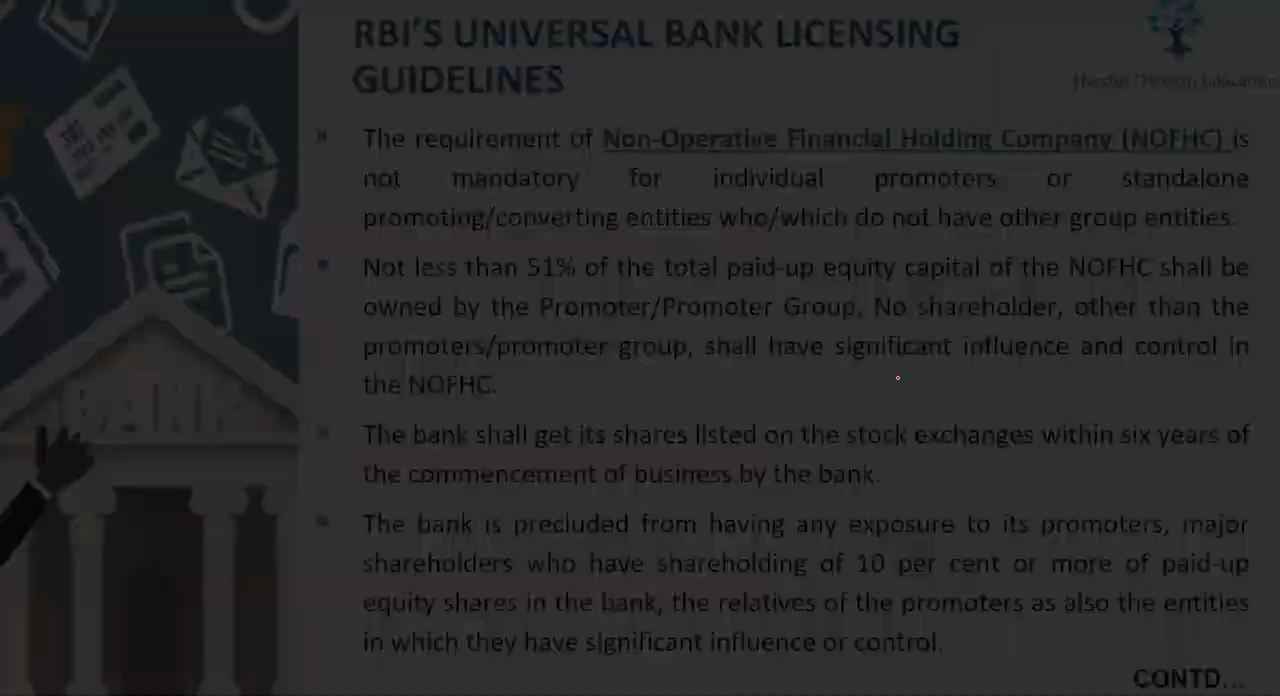 RBI'S UNIVERSAL BANK LICENSING
GUIDELINES
The requirement of Non-Operative Financial Holding Company (NOFHC) is
not mandatory for individual promoters or standalone
promoting/converting entities who/which do not have other group entities.
Not less than 51% of the total paid-up equity capital of the NOFHC shall be
owned by the Promoter/Promoter Group. No shareholder, other than the
promoters/promoter group, shall have significant influence and control in
the NOFHC.
The bank shall get its shares listed on the stock exchanges within six years of
the commencement of business by the bank.
The bank is precluded from having any exposure to its promoters, major
shareholders who have shareholding of 10 per cent or more of paid-up
equity shares in the bank, the relatives of the promoters as also the entities
in which they have significant influence or control.
CONTD...
BANK